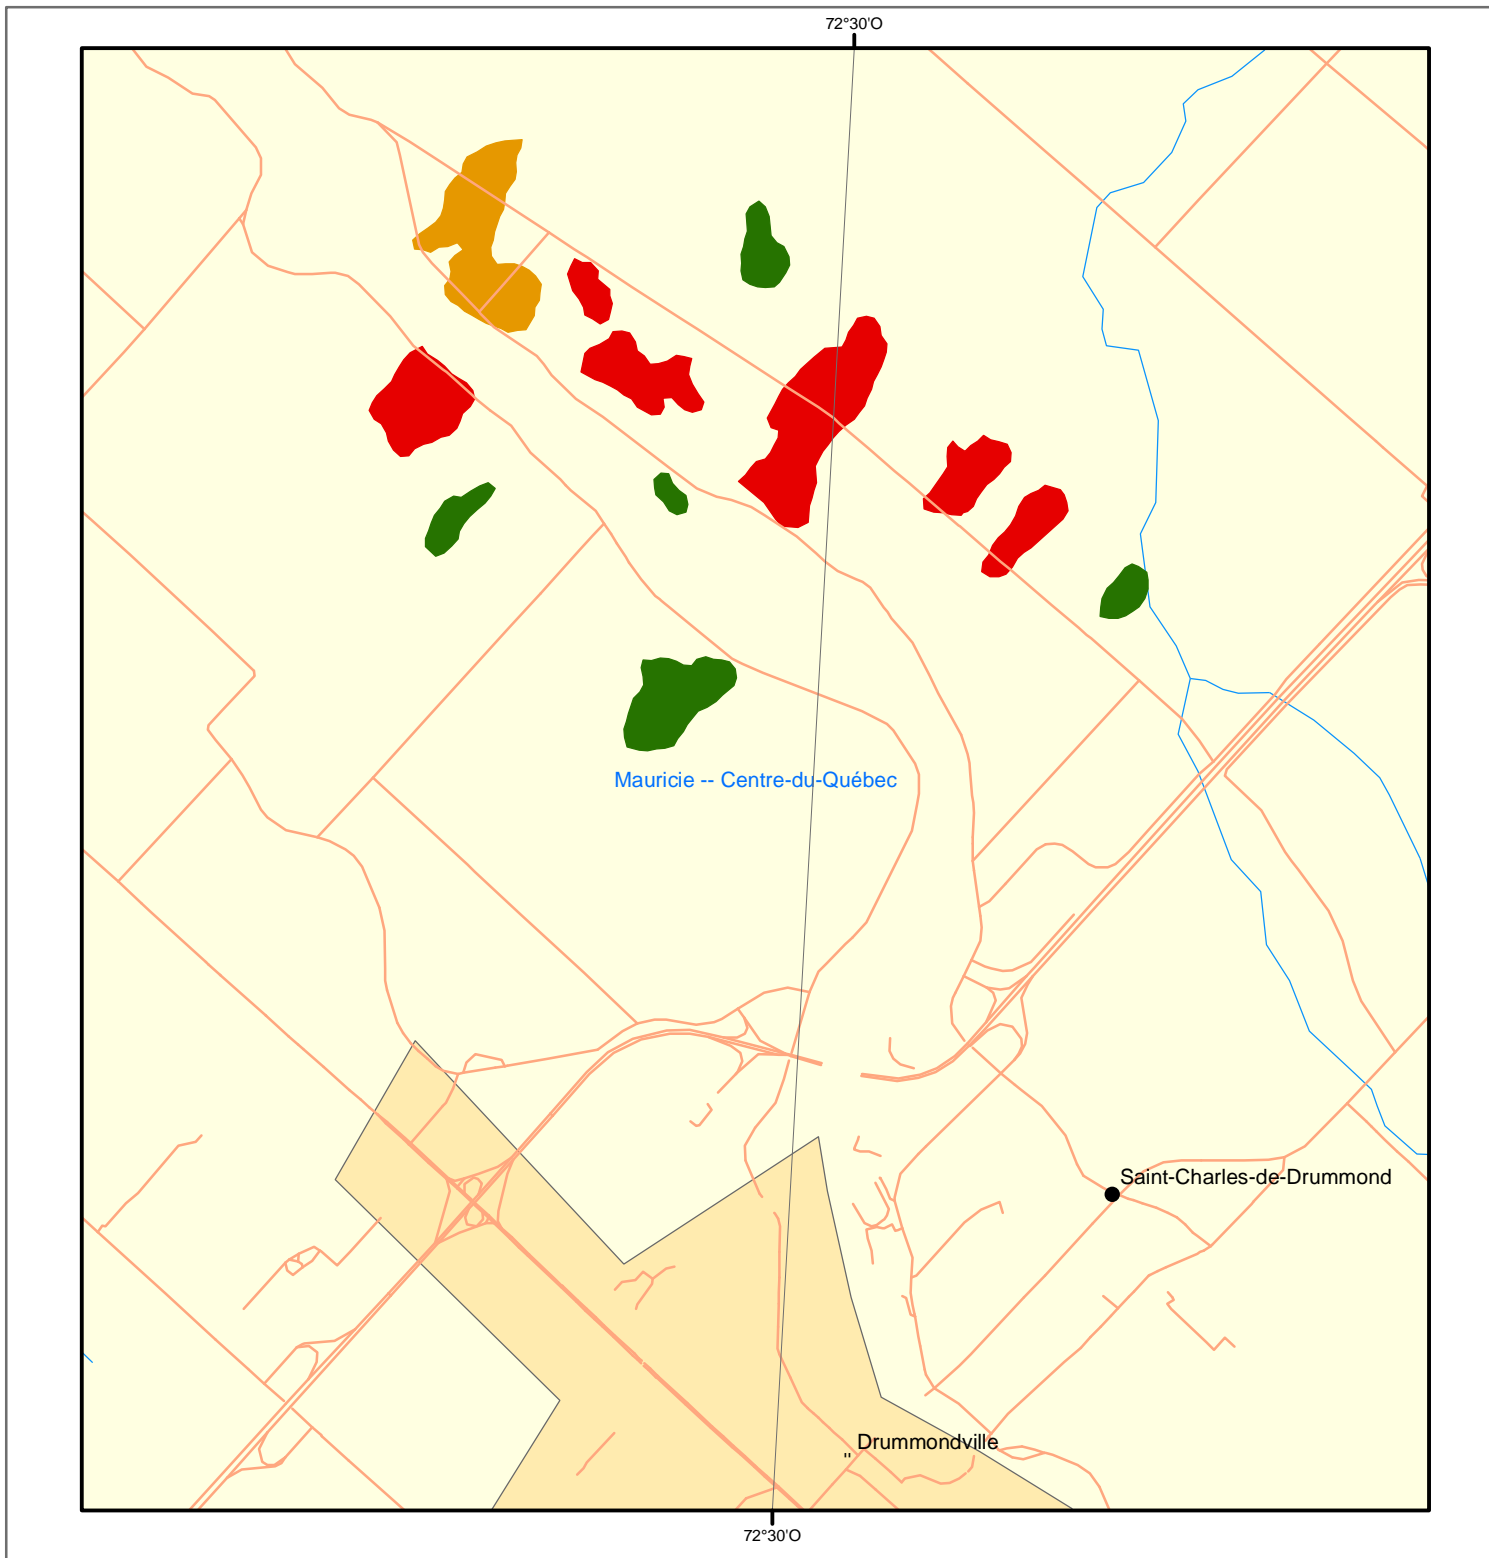 72°30'O
Mauricie -- Centre-du-Québec
Saint-Charles-de-Drummond
Drummondville
"
72°30'O